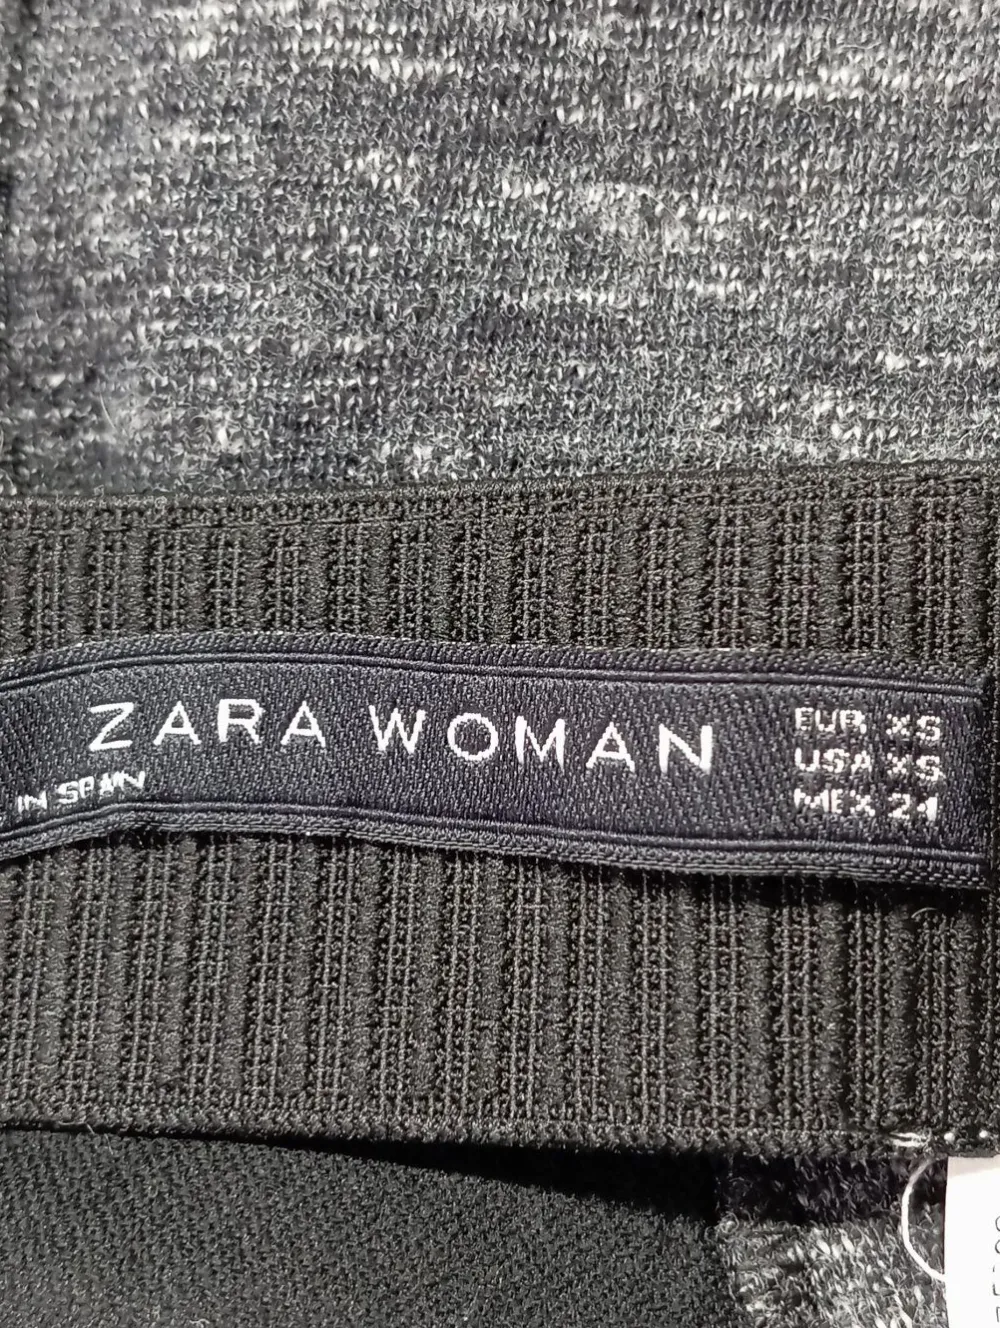 ZARA WOMAN
IN SPAIN
EUR XS
USA XS
MEX 24